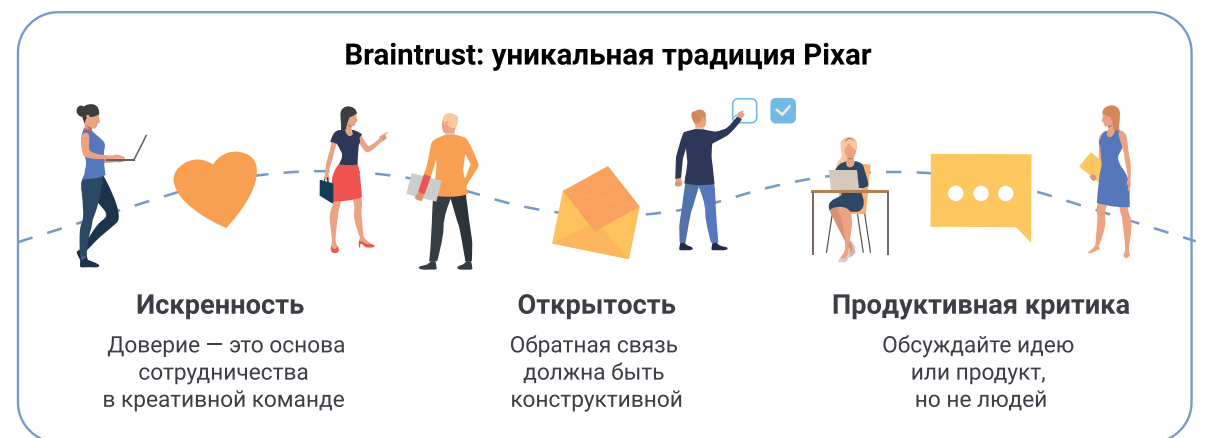 Braintrust: уникальная традиция Pixar
Искренность
Доверие — это основа
сотрудничества
в креативной команде
Открытость
Обратная связь
должна быть
конструктивной
Продуктивная критика
Обсуждайте идею
или продукт,
но не людей